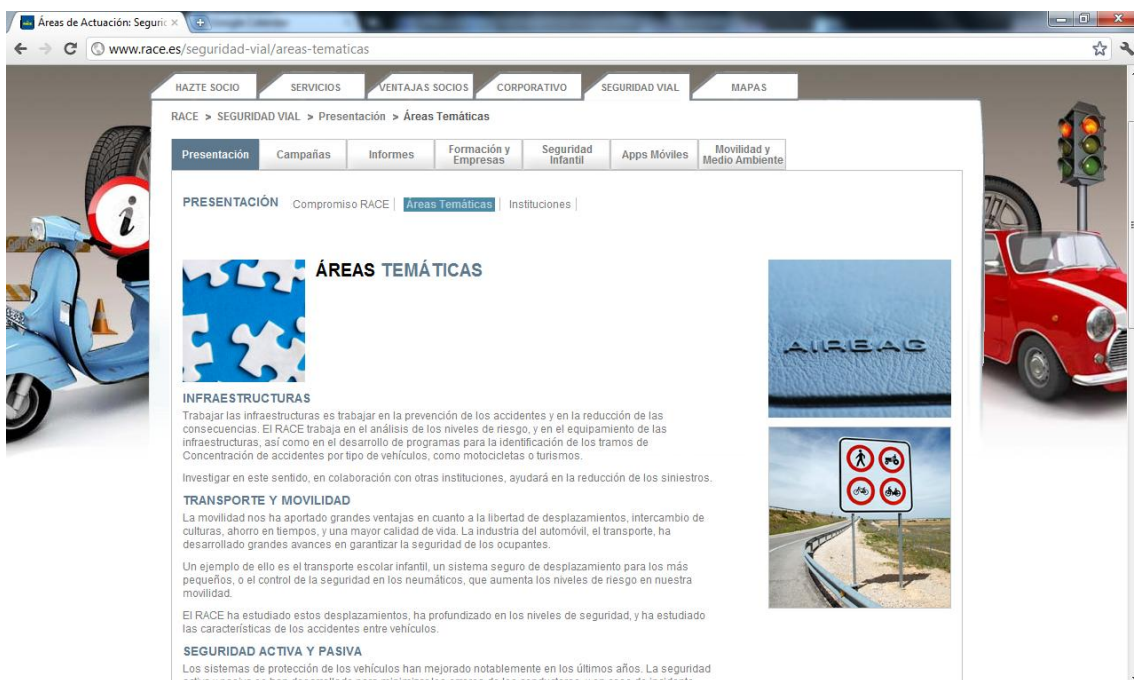 Áreas de Actuación: Seguric
www.race.es/seguridad-vial/areas-tematicas
HAZTE SOCIO SERVICIOS VENTAJAS SOCIOS CORPORATIVO SEGURIDAD VIAL MAPAS
RACE > SEGURIDAD VIAL > Presentación > Áreas Temáticas
Presentación Campañas Informes Formación y Empresas Seguridad Infantil Apps Móviles Movilidad y Medio Ambiente
PRESENTACIÓN Compromiso RACE | Áreas Temáticas | Instituciones |
ÁREAS TEMÁTICAS
AIRBAG
INFRAESTRUCTURAS
Trabajar las infraestructuras es trabajar en la prevención de los accidentes y en la reducción de las
consecuencias. El RACE trabaja en el análisis de los niveles de riesgo, y en el equipamiento de las
infraestructuras, así como en el desarrollo de programas para la identificación de los tramos de
Concentración de accidentes por tipo de vehículos, como motocicletas o turismos.
Investigar en este sentido, en colaboración con otras instituciones, ayudará en la reducción de los siniestros.
TRANSPORTE Y MOVILIDAD
La movilidad nos ha aportado grandes ventajas en cuanto a la libertad de desplazamientos, intercambio de
culturas, ahorro en tiempos, y una mayor calidad de vida. La industria del automóvil, el transporte, ha
desarrollado grandes avances en garantizar la seguridad de los ocupantes.
Un ejemplo de ello es el transporte escolar infantil, un sistema seguro de desplazamiento para los más
pequeños, o el control de la seguridad en los neumáticos, que aumenta los niveles de riesgo en nuestra
movilidad.
El RACE ha estudiado estos desplazamientos, ha profundizado en los niveles de seguridad, y ha estudiado
las características de los accidentes entre vehículos.
SEGURIDAD ACTIVA Y PASIVA
Los sistemas de protección de los vehículos han mejorado notablemente en los últimos años. La seguridad